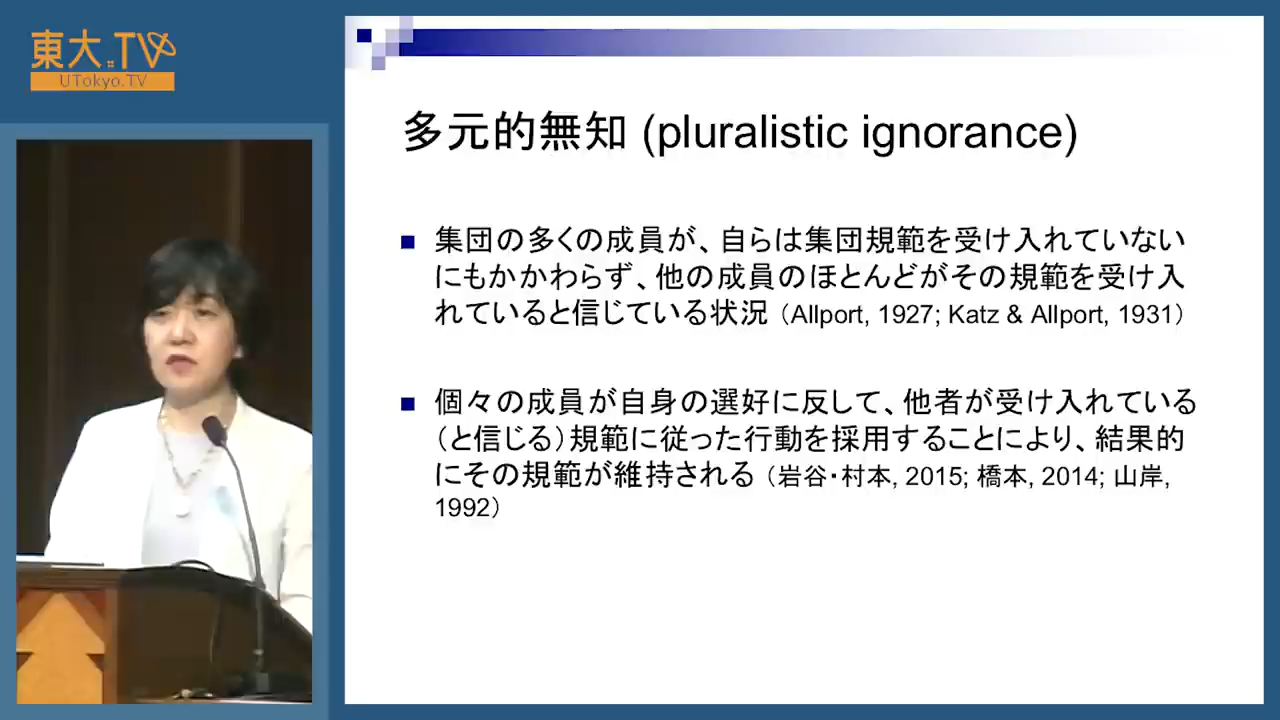 東大.TV
UTokyo.TV
多元的無知 (pluralistic ignorance)
集団の多くの成員が、自らは集団規範を受け入れていない
にもかかわらず、他の成員のほとんどがその規範を受け入
れていると信じている状況（Allport, 1927; Katz & Allport, 1931）
個々の成員が自身の選好に反して、他者が受け入れている
（と信じる）規範に従った行動を採用することにより、結果的
にその規範が維持される（岩谷・村本, 2015; 橋本, 2014; 山岸,
1992）